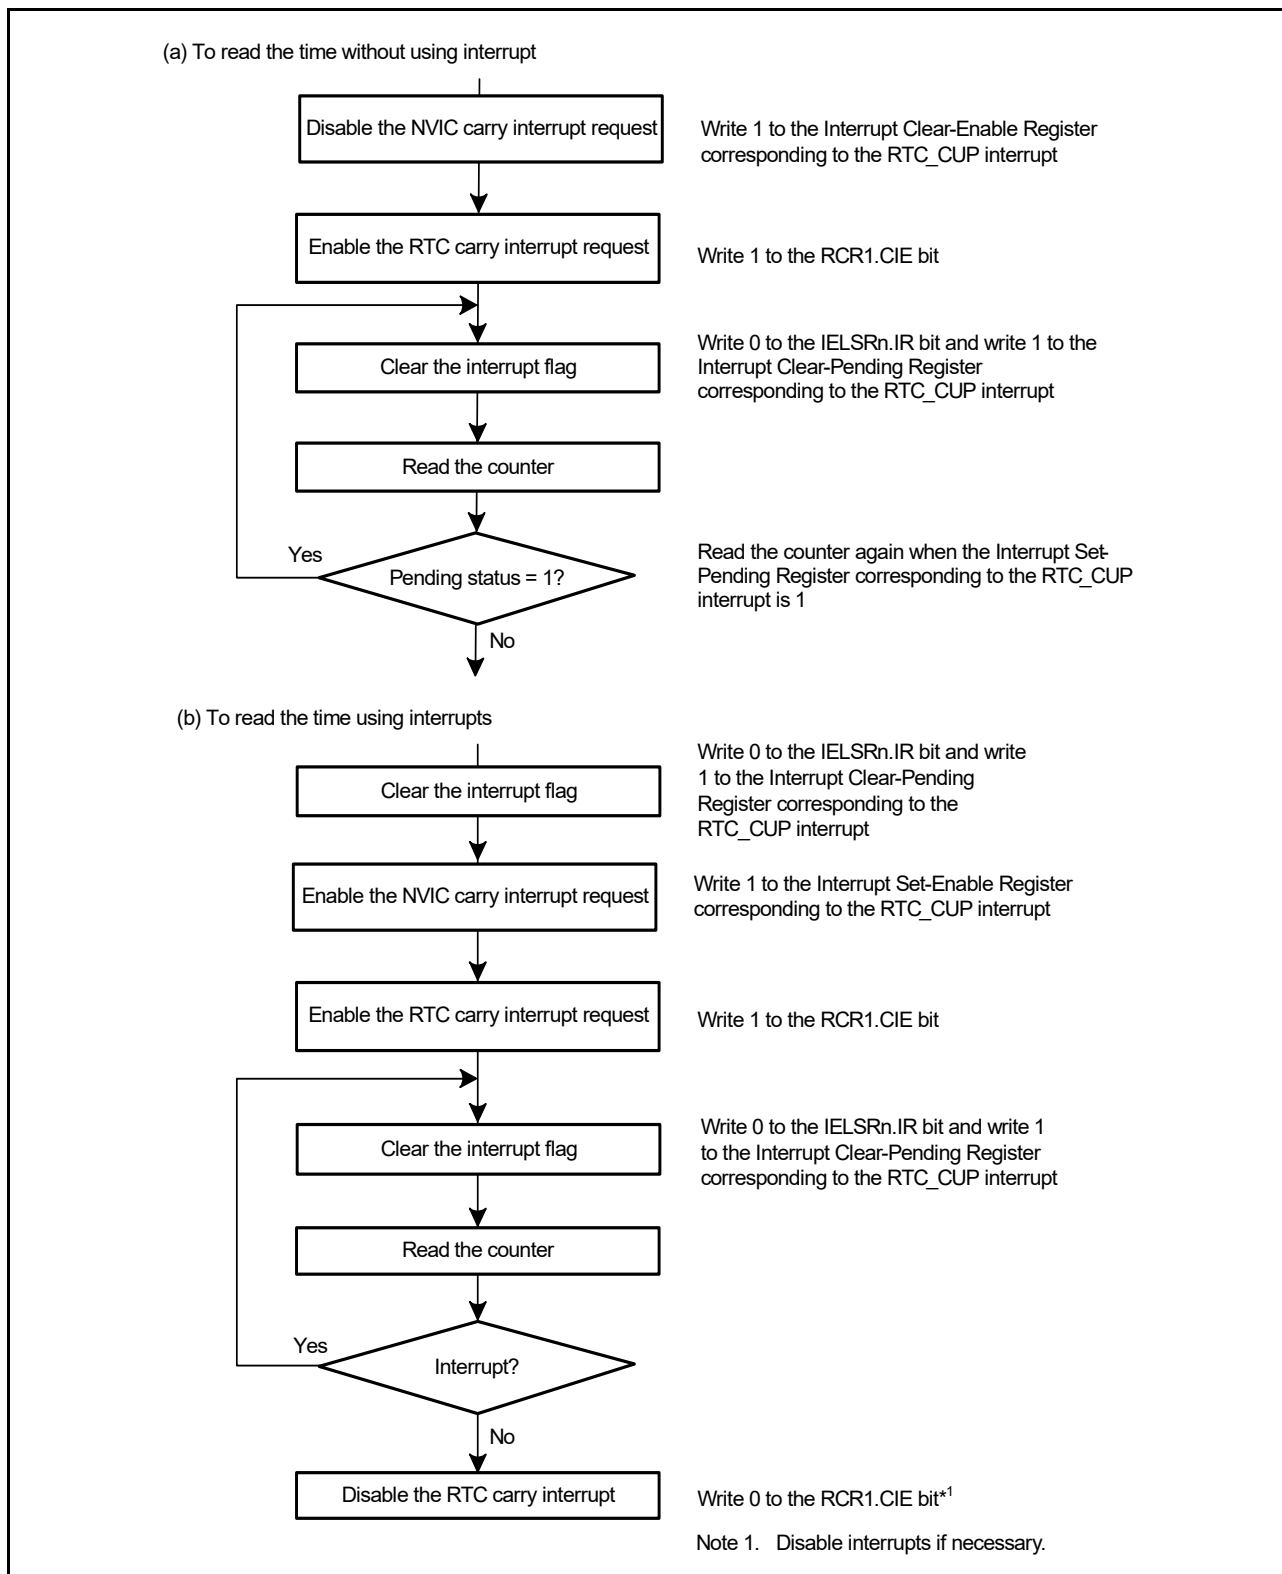 (a) To read the time without using interrupt
Disable the NVIC carry interrupt request
Write 1 to the Interrupt Clear-Enable Register
corresponding to the RTC_CUP interrupt
Enable the RTC carry interrupt request
Write 1 to the RCR1.CIE bit
Clear the interrupt flag
Write 0 to the IELSRn.IR bit and write 1 to the
Interrupt Clear-Pending Register
corresponding to the RTC_CUP interrupt
Read the counter
Yes
Pending status = 1?
Read the counter again when the Interrupt Set-
Pending Register corresponding to the RTC_CUP
interrupt is 1
No
(b) To read the time using interrupts
Clear the interrupt flag
Write 0 to the IELSRn.IR bit and write
1 to the Interrupt Clear-Pending
Register corresponding to the
RTC_CUP interrupt
Enable the NVIC carry interrupt request
Write 1 to the Interrupt Set-Enable Register
corresponding to the RTC_CUP interrupt
Enable the RTC carry interrupt request
Write 1 to the RCR1.CIE bit
Clear the interrupt flag
Write 0 to the IELSRn.IR bit and write 1
to the Interrupt Clear-Pending Register
corresponding to the RTC_CUP interrupt
Read the counter
Yes
Interrupt?
No
Disable the RTC carry interrupt
Write 0 to the RCR1.CIE bit*1
Note 1. Disable interrupts if necessary.